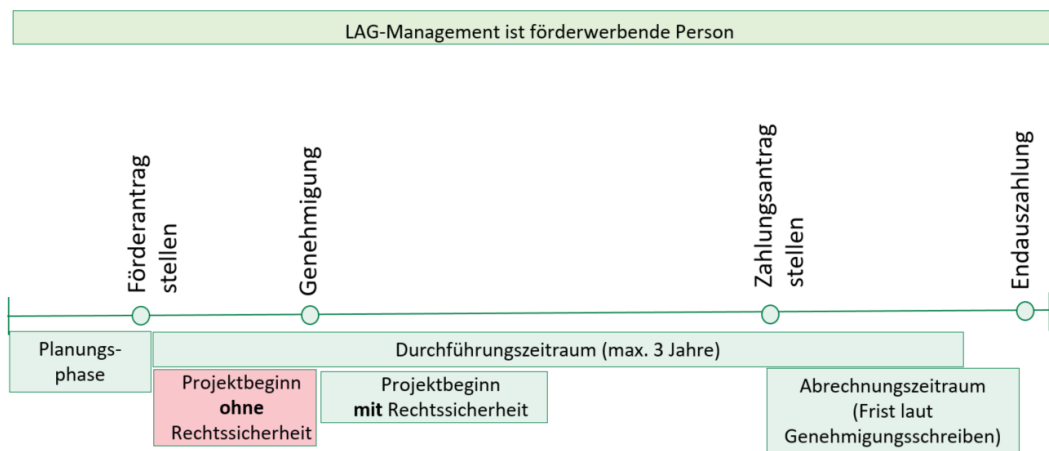 LAG-Management ist förderwerbende Person
Förderantrag
stellen
Genehmigung
Zahlungsantrag
stellen
Endauszahlung
Planungs-
phase
Durchführungszeitraum (max. 3 Jahre)
Projektbeginn
ohne
Rechtssicherheit
Projektbeginn
mit Rechtssicherheit
Abrechnungszeitraum
(Frist laut
Genehmigungsschreiben)